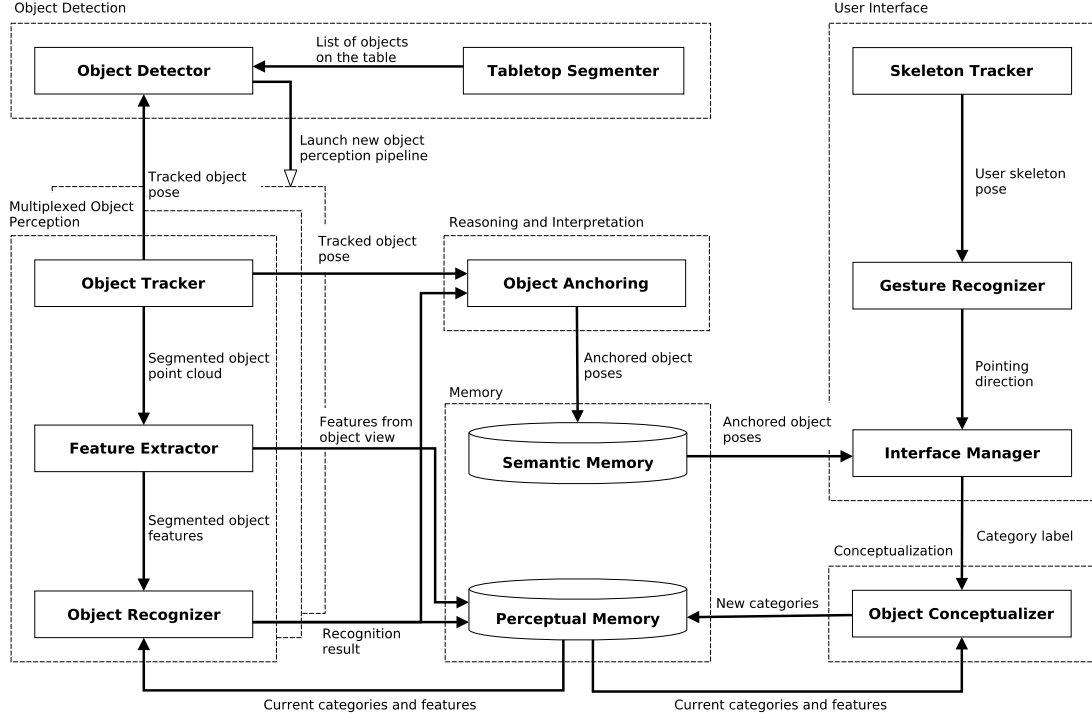 Object Detection
User Interface
Object Detector
List of objects
on the table
Tabletop Segmenter
Skeleton Tracker
Launch new object
perception pipeline
Tracked object
pose
User skeleton
pose
Multiplexed Object
Perception
Reasoning and Interpretation
Tracked object
pose
Object Tracker
Object Anchoring
Gesture Recognizer
Segmented object
point cloud
Anchored object
poses
Pointing
direction
Memory
Features from
object view
Anchored object
poses
Feature Extractor
Semantic Memory
Interface Manager
Segmented object
features
Category label
Conceptualization
Object Recognizer
Perceptual Memory
New categories
Object Conceptualizer
Recognition
result
Current categories and features
Current categories and features